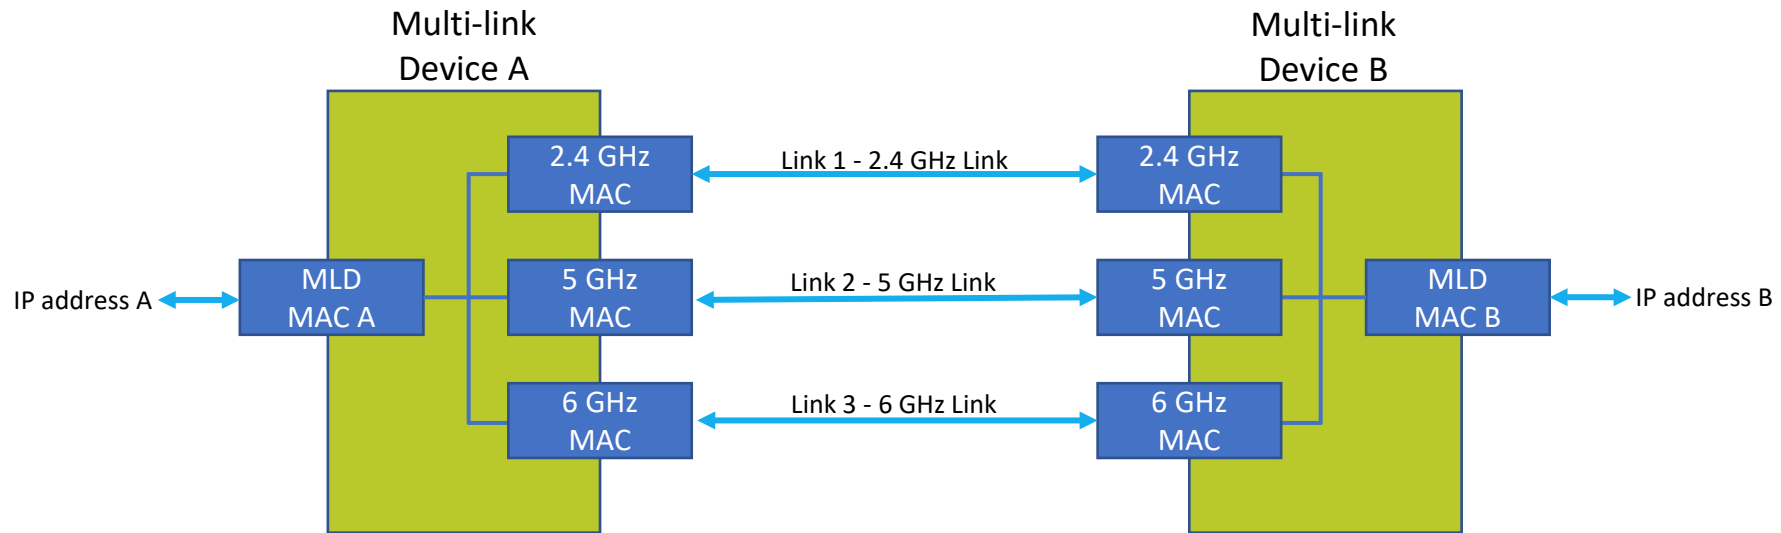 Multi-link
Device A
Multi-link
Device B
2.4 GHz
MAC
Link 1 - 2.4 GHz Link
2.4 GHz
MAC
IP address A
MLD
MAC A
5 GHz
MAC
Link 2 - 5 GHz Link
5 GHz
MAC
MLD
MAC B
IP address B
6 GHz
MAC
Link 3 - 6 GHz Link
6 GHz
MAC